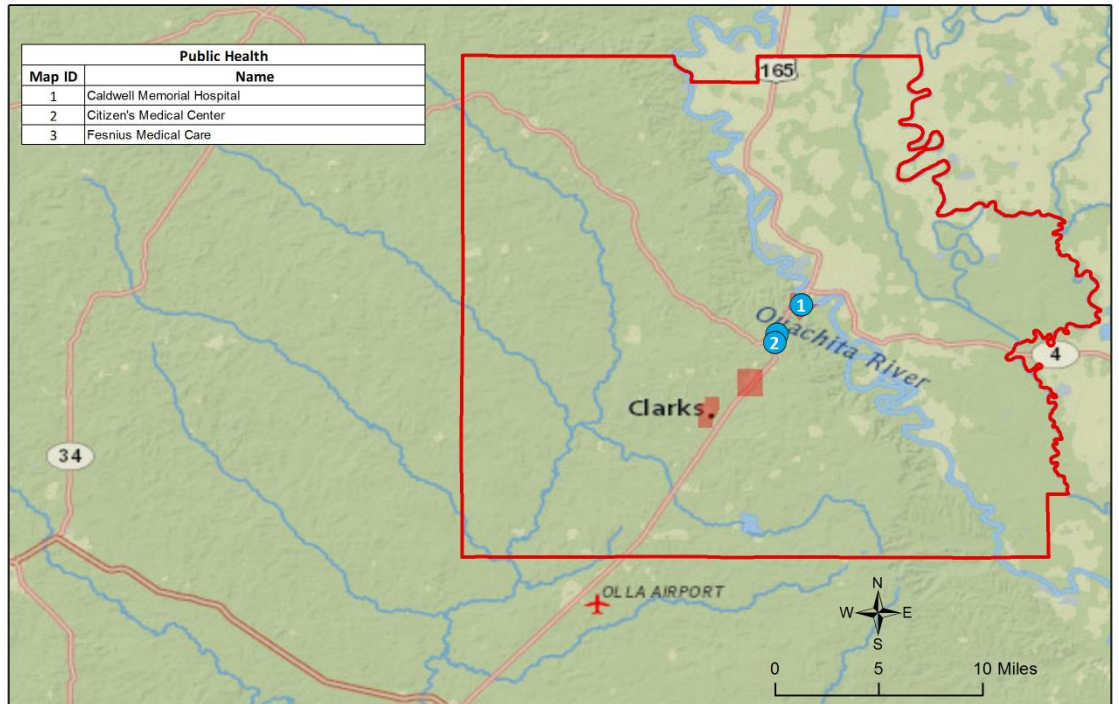 Public Health
Map ID Name
1 Caldwell Memorial Hospital
2 Citizen's Medical Center
3 Fesnius Medical Care
165
1
2
Ouachita River
4
Clarks
34
OLLA AIRPORT
N
W E
S
0 5 10 Miles